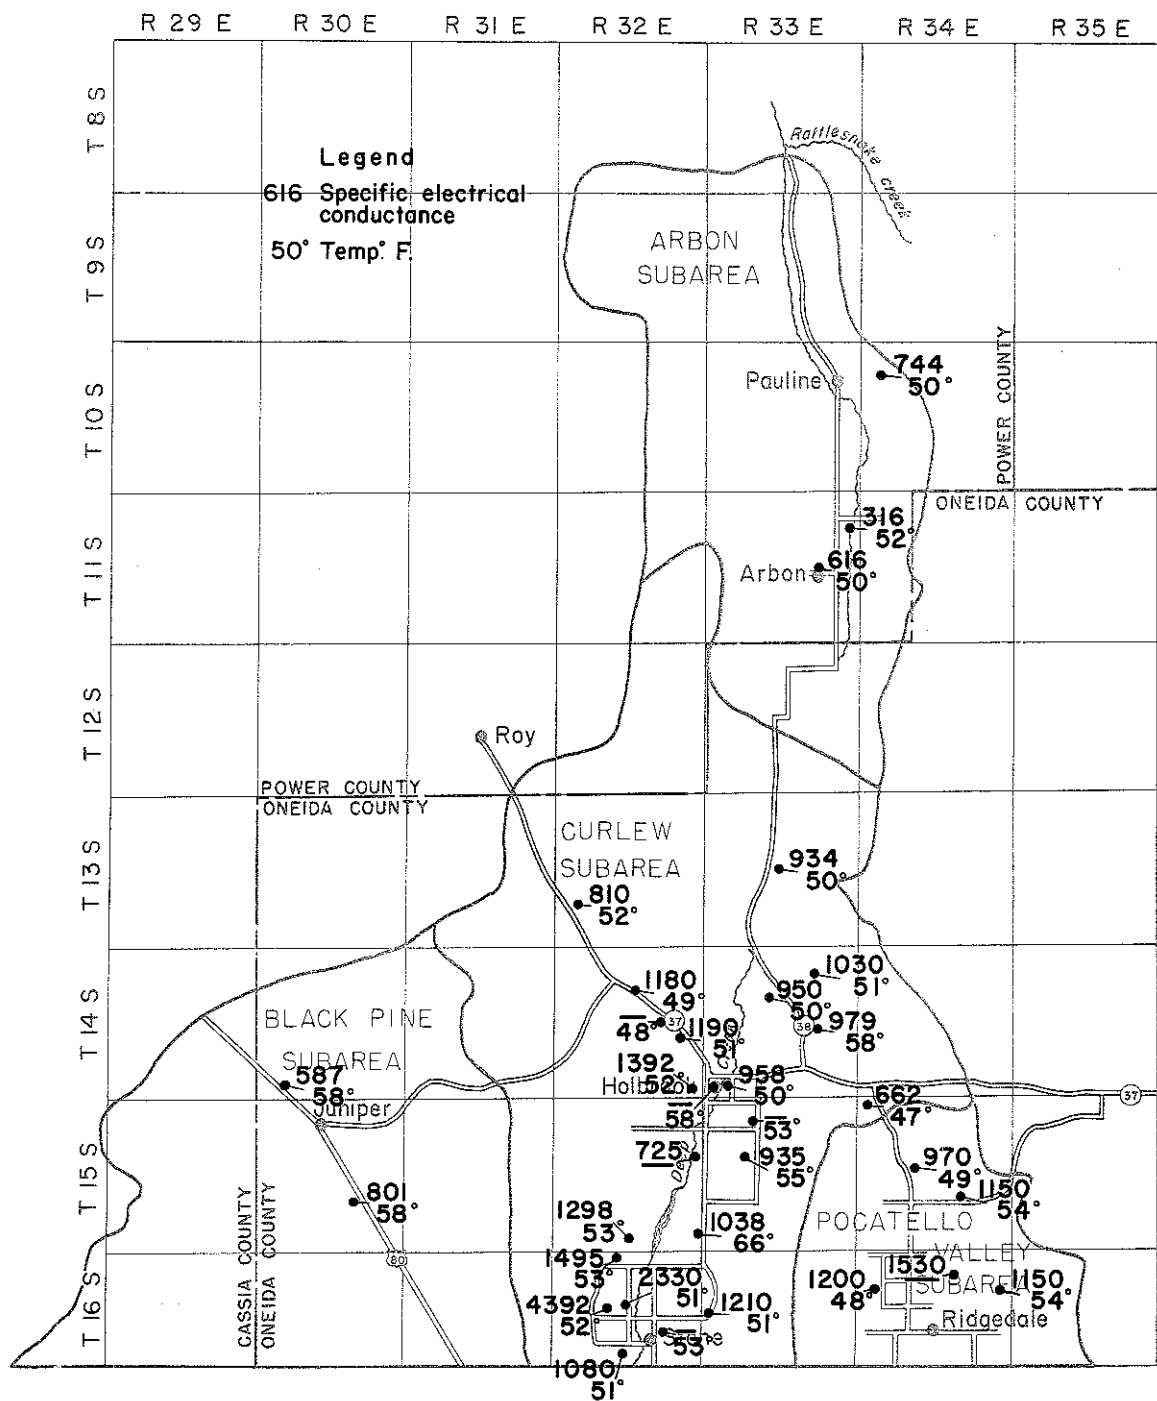 R 29 E R 30 E R 31 E R 32 E R 33 E R 34 E R 35 E
T 8 S
Rattlesnake creek
Legend
616 Specific electrical
conductance
50° Temp.° F.
T 9 S
ARBON
SUBAREA
T 10 S
Pauline
744
50°
POWER COUNTY
ONEIDA COUNTY
T 11 S
316
52°
Arbon
616
50°
T 12 S
Roy
POWER COUNTY
ONEIDA COUNTY
T 13 S
CURLEW
SUBAREA
934
50°
810
52°
T 14 S
BLACK PINE
SUBAREA
1180
49°
950
50°
1030
51°
48°
37
1190
51°
38
979
58°
587
58°
1392
52°
Holbrook
958
50°
58°
662
47°
37
Juniper
T 15 S
53°
725
Deep
935
55°
970
49°
1150
54°
801
58°
1298
53°
1038
66°
POCATELLO
VALLEY
SUBAREA
80
CASSIA COUNTY
ONEIDA COUNTY
T 16 S
1495
53°
2330
51°
4392
52°
1210
51°
1200
48°
1530
1150
54°
Ridgedale
Stone
53°
1080
51°